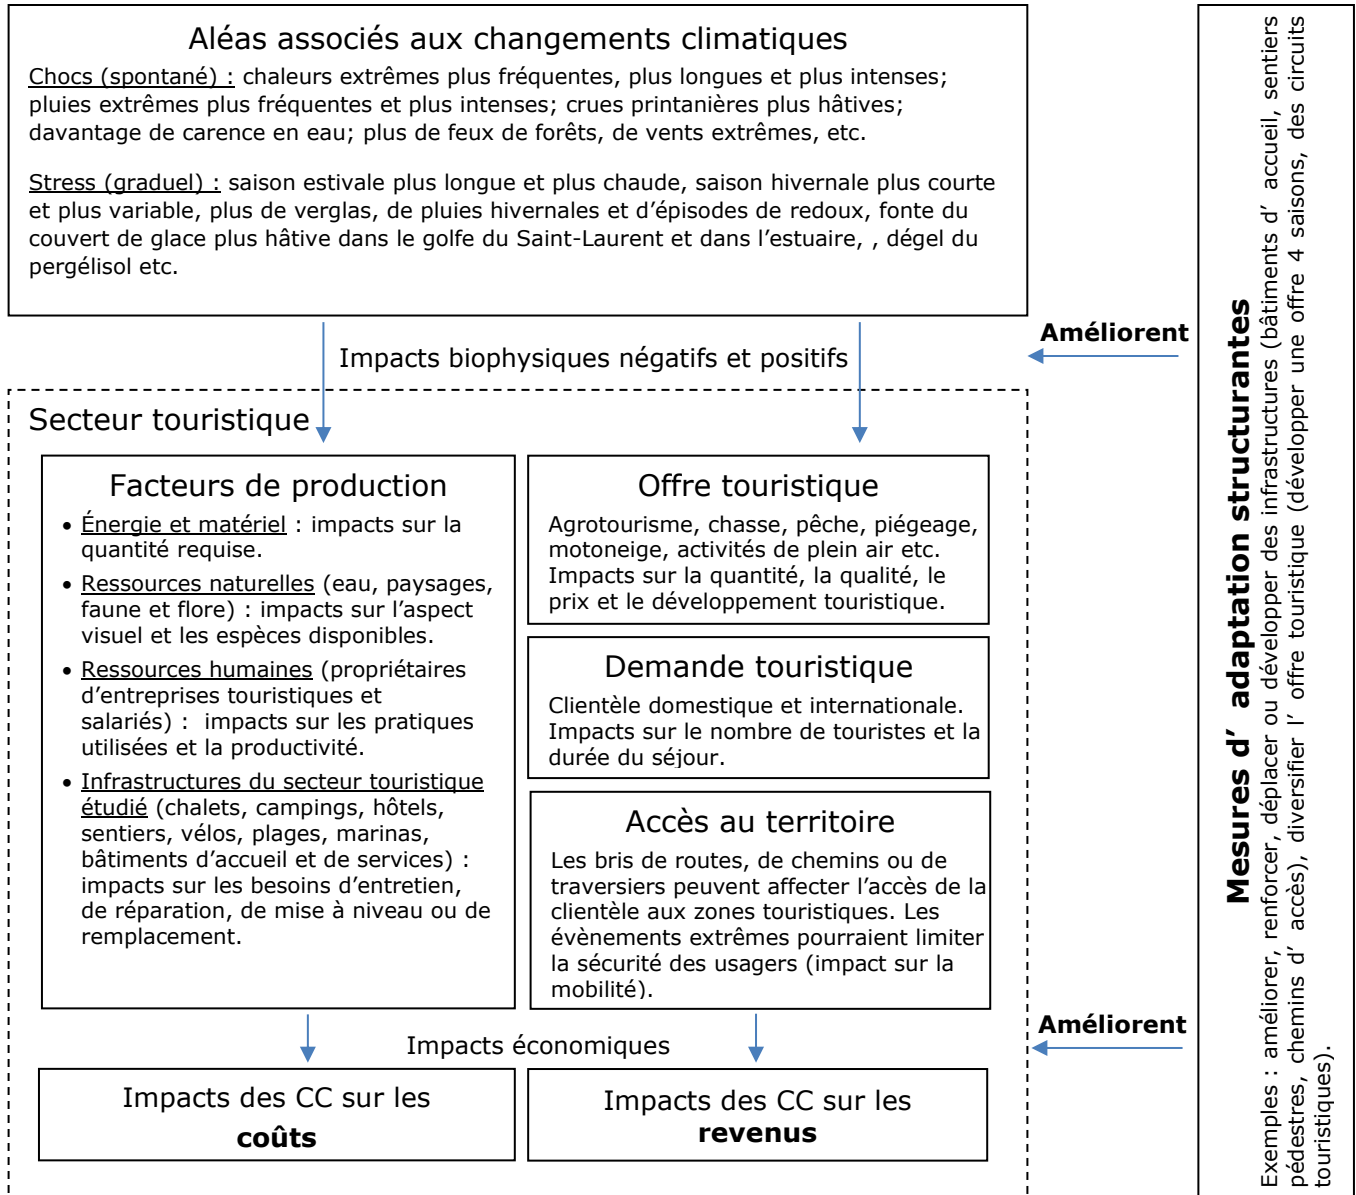 Aléas associés aux changements climatiques
Chocs (spontané) : chaleurs extrêmes plus fréquentes, plus longues et plus intenses;
pluies extrêmes plus fréquentes et plus intenses; crues printanières plus hâtives;
davantage de carence en eau; plus de feux de forêts, de vents extrêmes, etc.
Stress (graduel) : saison estivale plus longue et plus chaude, saison hivernale plus courte
et plus variable, plus de verglas, de pluies hivernales et d'épisodes de redoux, fonte du
couvert de glace plus hâtive dans le golfe du Saint-Laurent et dans l'estuaire, , dégel du
pergélisol etc.
Améliorent
Impacts biophysiques négatifs et positifs
Secteur touristique
Facteurs de production
• Énergie et matériel : impacts sur la
quantité requise.
• Ressources naturelles (eau, paysages,
faune et flore) : impacts sur l'aspect
visuel et les espèces disponibles.
• Ressources humaines (propriétaires
d'entreprises touristiques et
salariés) : impacts sur les pratiques
utilisées et la productivité.
• Infrastructures du secteur touristique
étudié (chalets, campings, hôtels,
sentiers, vélos, plages, marinas,
bâtiments d'accueil et de services) :
impacts sur les besoins d'entretien,
de réparation, de mise à niveau ou de
remplacement.
Offre touristique
Agrotourisme, chasse, pêche, piégeage,
motoneige, activités de plein air etc.
Impacts sur la quantité, la qualité, le
prix et le développement touristique.
Demande touristique
Clientèle domestique et internationale.
Impacts sur le nombre de touristes et la
durée du séjour.
Accès au territoire
Les bris de routes, de chemins ou de
traversiers peuvent affecter l'accès de la
clientèle aux zones touristiques. Les
évènements extrêmes pourraient limiter
la sécurité des usagers (impact sur la
mobilité).
Améliorent
Impacts économiques
Impacts des CC sur les
coûts
Impacts des CC sur les
revenus
Mesures d' adaptation structurantes
Exemples : améliorer, renforcer, déplacer ou développer des infrastructures (bâtiments d' accueil, sentiers
pédestres, chemins d' accès), diversifier l' offre touristique (développer une offre 4 saisons, des circuits
touristiques).